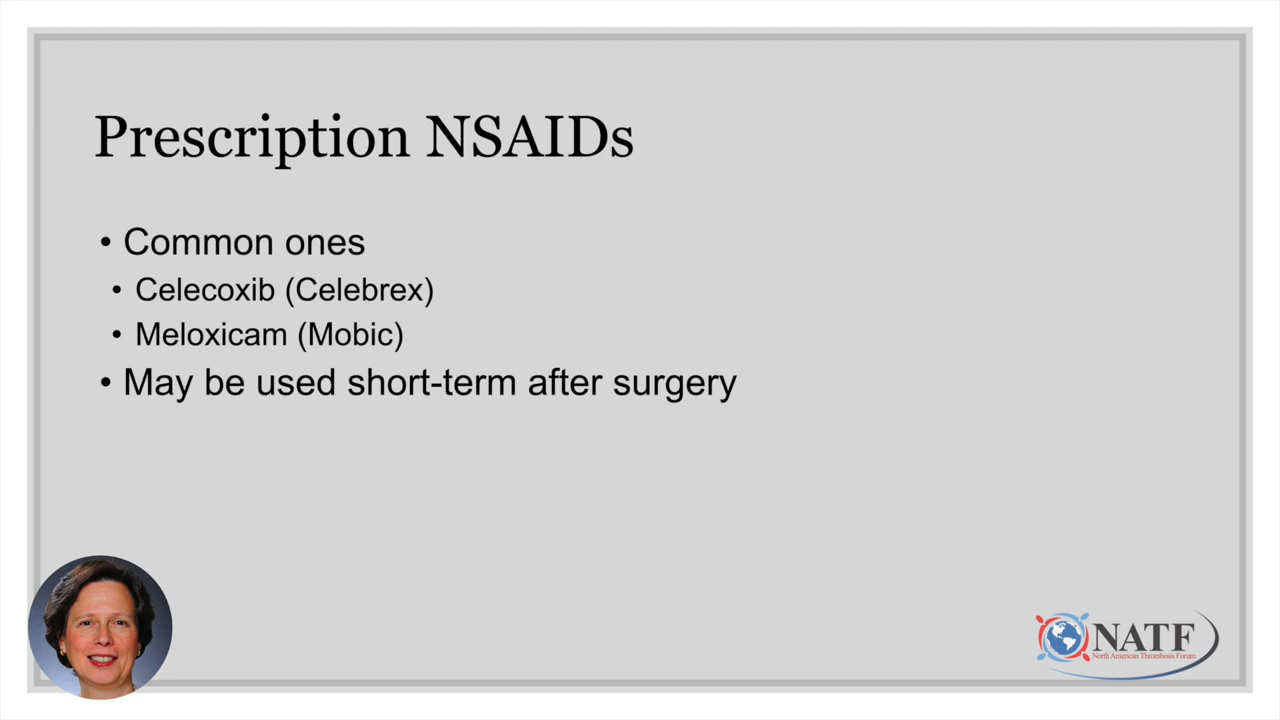 Prescription NSAIDs
• Common ones
• Celecoxib (Celebrex)
• Meloxicam (Mobic)
• May be used short-term after surgery
NATF
North American Thrombosis Forum